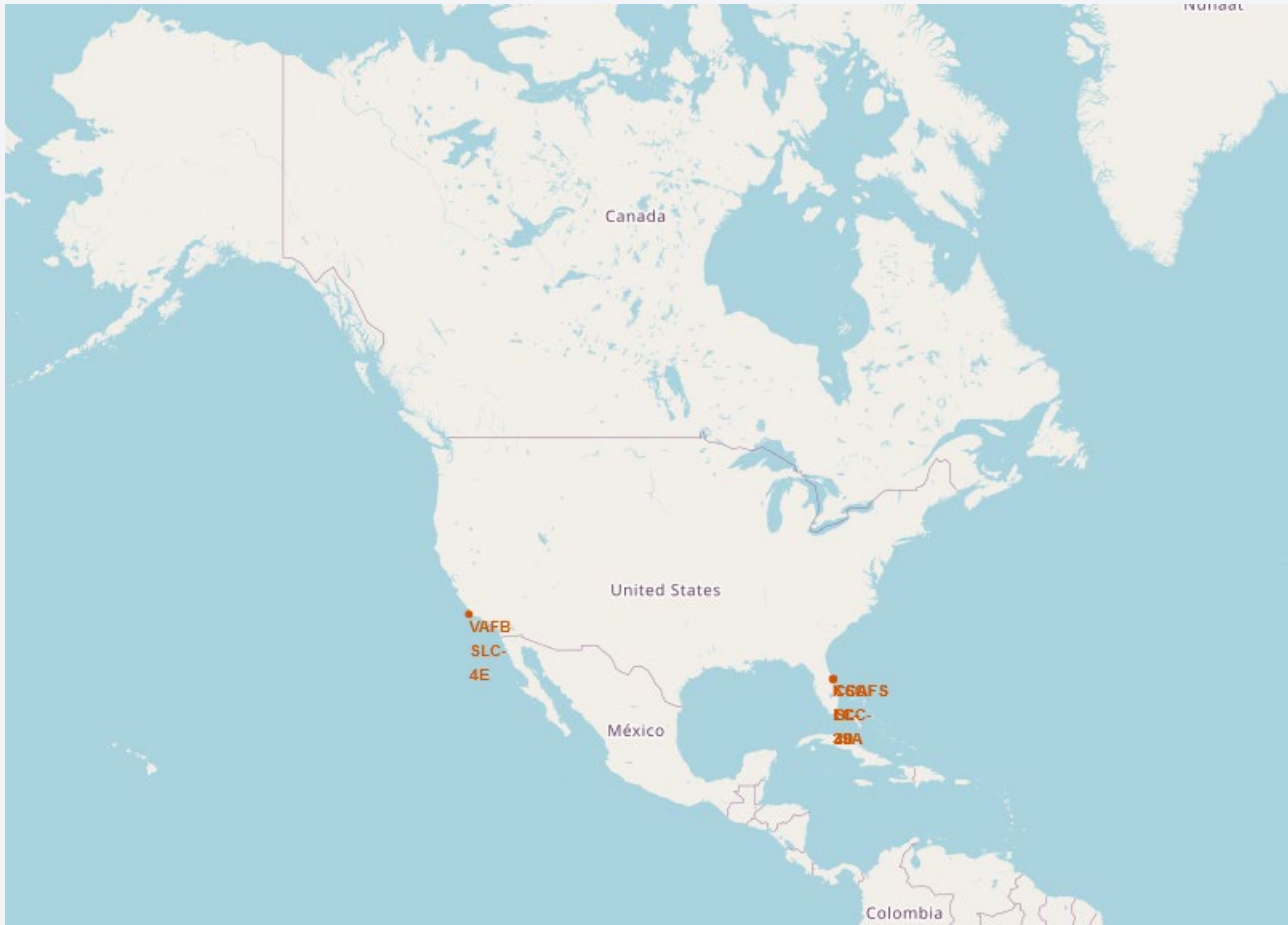 Nunaat
Canada
United States
VAFB
SLC-
4E
México
Colombia